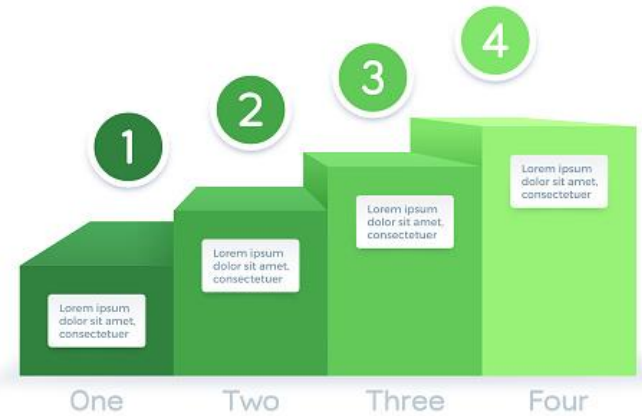 1
2
3
4
Lorem ipsum
dolor sit amet,
consectetuer
Lorem ipsum
dolor sit amet,
consectetuer
Lorem ipsum
dolor sit amet,
consectetuer
Lorem ipsum
dolor sit amet,
consectetuer
One
Two
Three
Four